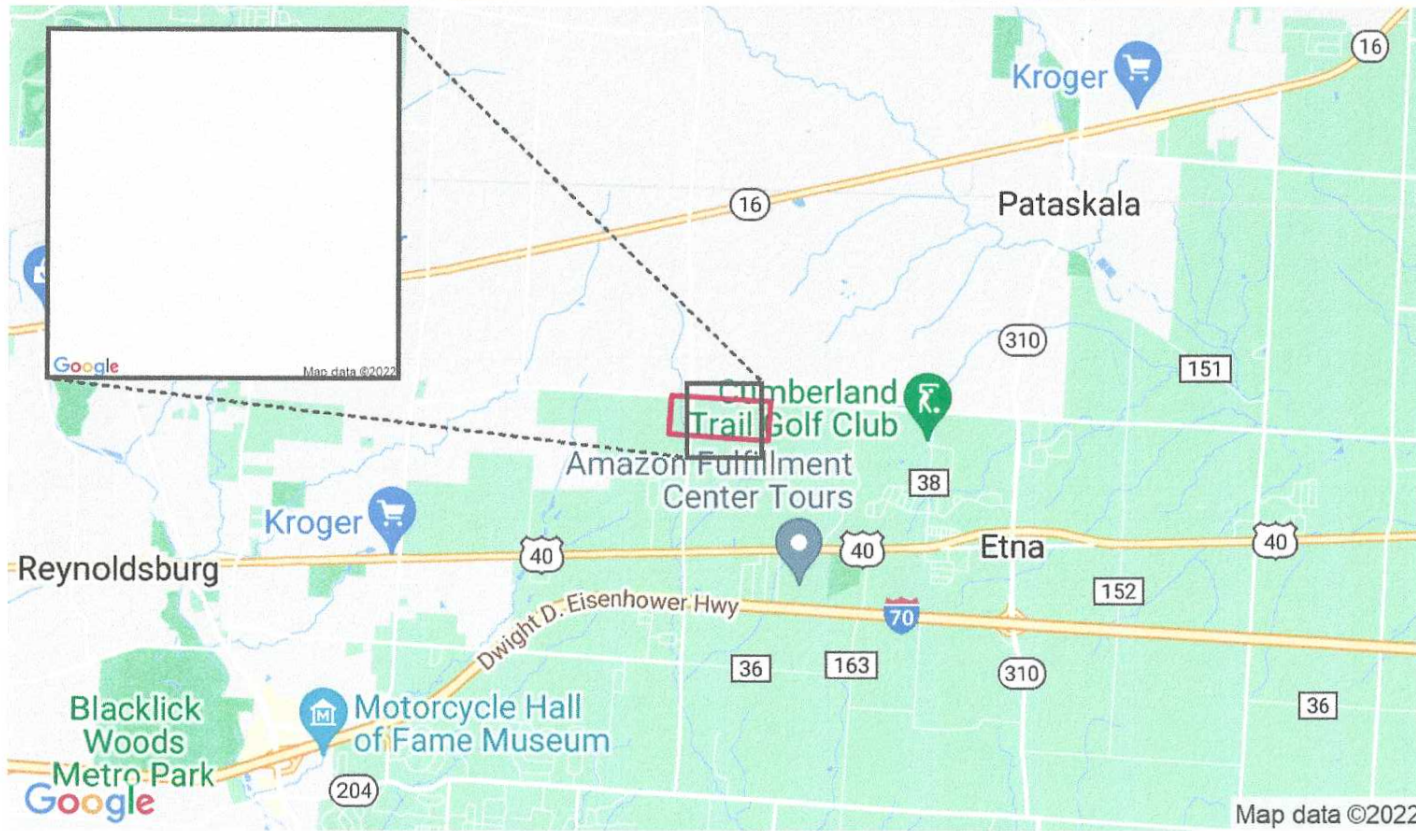 16
Kroger
16
Pataskala
Google
Map data ©2022
310
151
Cumberland
Trail Golf Club
Amazon Fulfillment
Center Tours
38
Kroger
40
40
Etna
40
Reynoldsburg
152
Dwight D. Eisenhower Hwy
70
36
163
310
36
Blacklick
Woods
Metro Park
Motorcycle Hall
of Fame Museum
204
Google
Map data ©2022